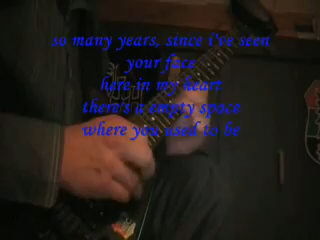 so many years, since i've seen
your face
here in my heart
there's a empty space
where you used to be